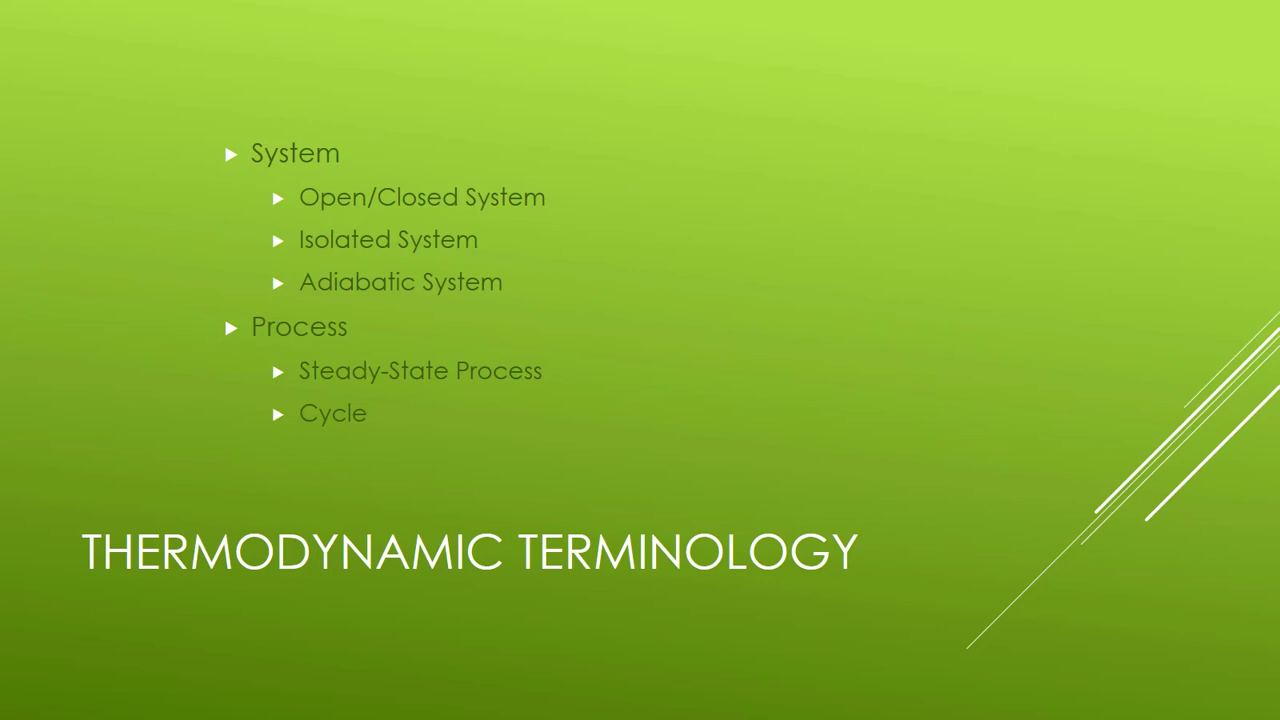 System
Open/Closed System
Isolated System
Adiabatic System
Process
Steady-State Process
Cycle
THERMODYNAMIC TERMINOLOGY